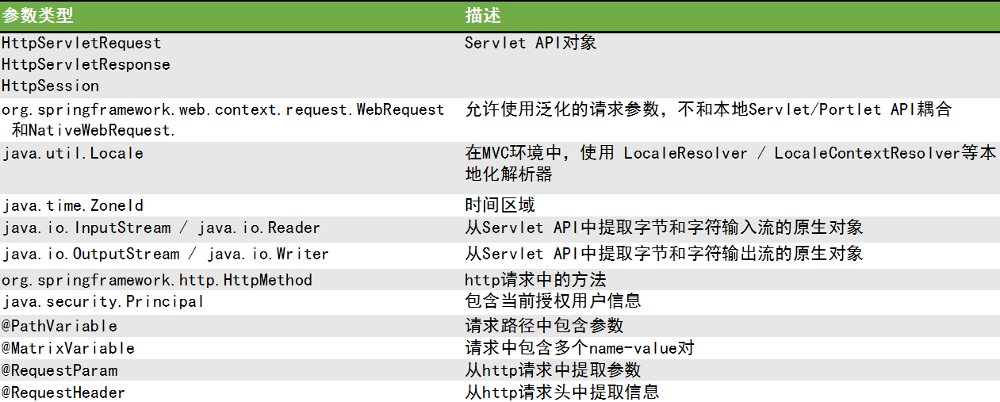 参数类型 描述
HttpServletRequest Servlet API对象
HttpServletResponse
HttpSession
org.springframework.web.context.request.WebRequest 允许使用泛化的请求参数，不和本地Servlet/Portlet API耦合
和NativeWebRequest.
java.util.Locale 在MVC环境中，使用 LocaleResolver / LocaleContextResolver等本
地化解析器
java.time.ZoneId 时间区域
java.io.InputStream / java.io.Reader 从Servlet API中提取字节和字符输入流的原生对象
java.io.OutputStream / java.io.Writer 从Servlet API中提取字节和字符输出流的原生对象
org.springframework.http.HttpMethod http请求中的方法
java.security.Principal 包含当前授权用户信息
@PathVariable 请求路径中包含参数
@MatrixVariable 请求中包含多个name-value对
@RequestParam 从http请求中提取参数
@RequestHeader 从http请求头中提取信息